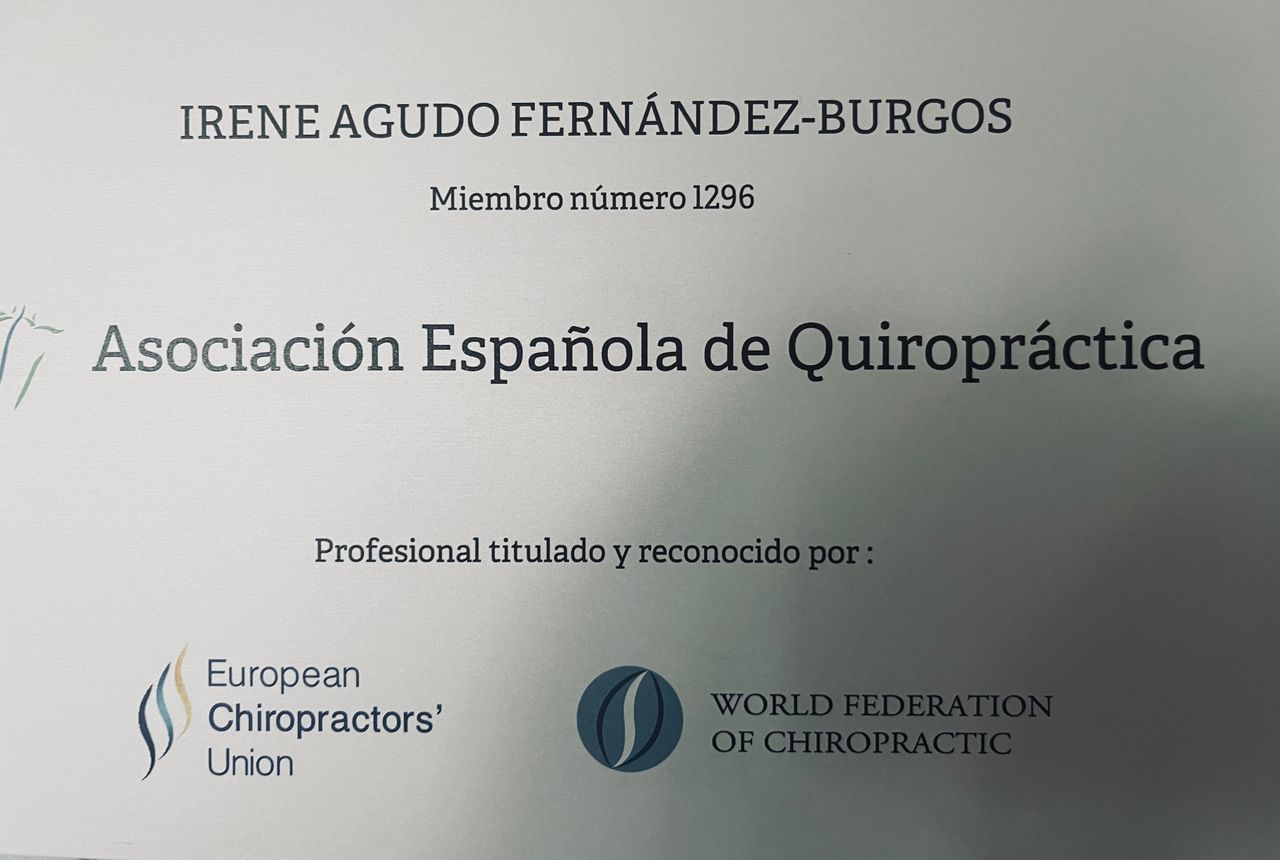 IRENE AGUDO FERNÁNDEZ-BURGOS
Miembro número 1296
Asociación Española de Quiropráctica
Profesional titulado y reconocido por :
European
Chiropractors’
Union
WORLD FEDERATION
OF CHIROPRACTIC